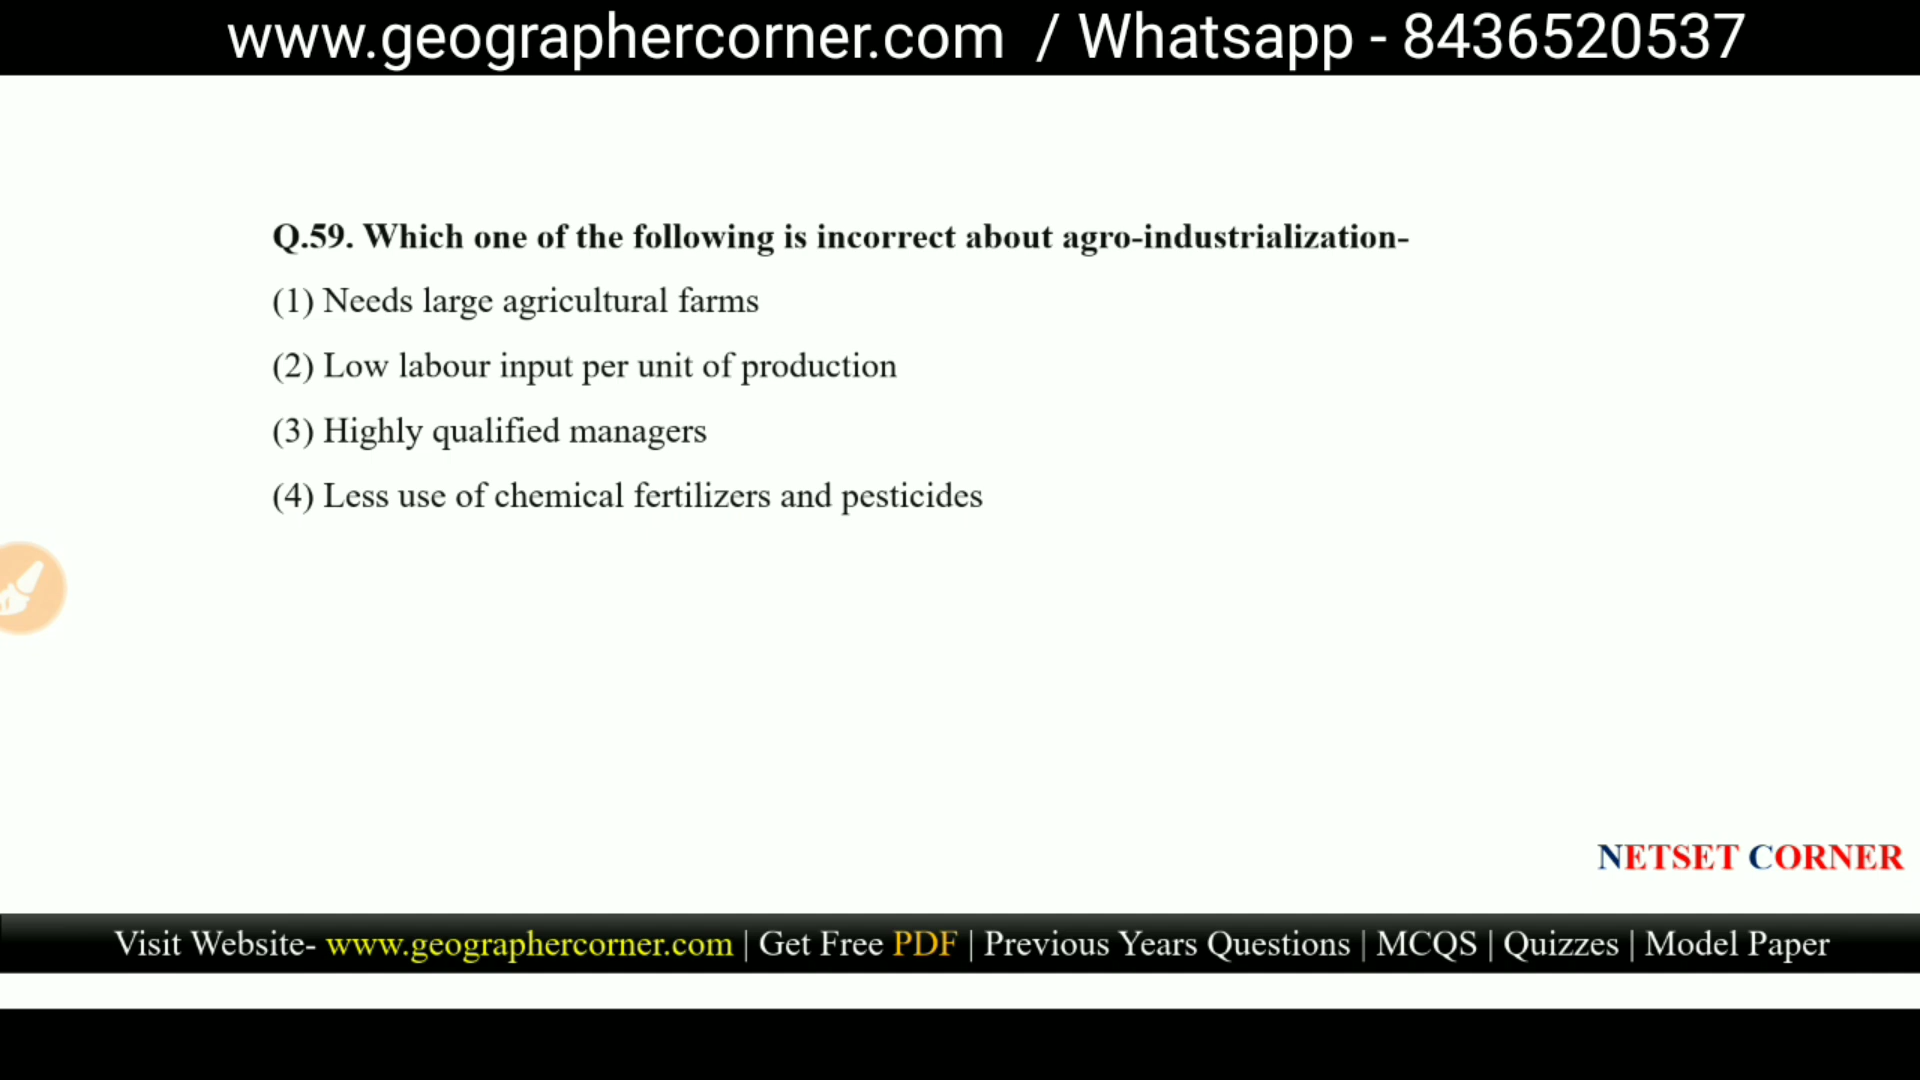 www.geographercorner.com / Whatsapp - 8436520537
Q.59. Which one of the following is incorrect about agro-industrialization-
(1) Needs large agricultural farms
(2) Low labour input per unit of production
(3) Highly qualified managers
(4) Less use of chemical fertilizers and pesticides
NETSET CORNER
Visit Website- www.geographercorner.com | Get Free PDF | Previous Years Questions | MCQS | Quizzes | Model Paper